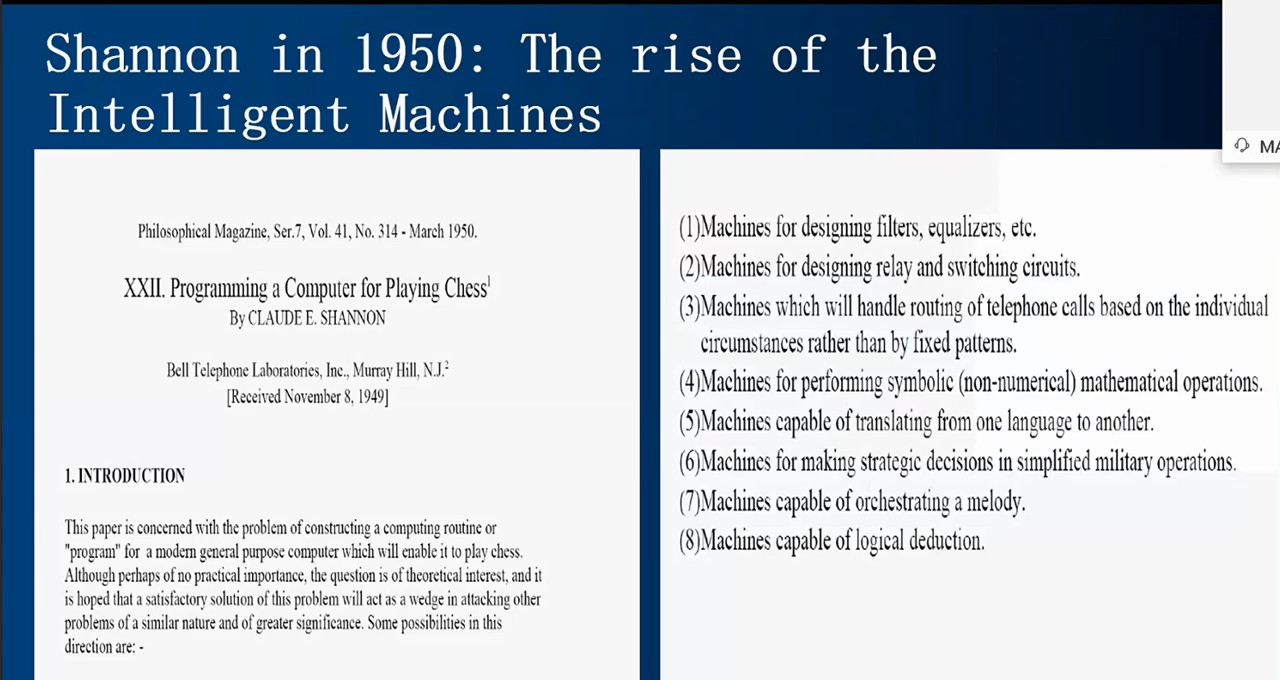 Shannon in 1950: The rise of the
Intelligent Machines
MA
Philosophical Magazine, Ser.7, Vol. 41, No. 314 - March 1950.
XXII. Programming a Computer for Playing Chess¹
By CLAUDE E. SHANNON
Bell Telephone Laboratories, Inc., Murray Hill, N.J.²
[Received November 8, 1949]
1. INTRODUCTION
This paper is concerned with the problem of constructing a computing routine or
"program" for a modern general purpose computer which will enable it to play chess.
Although perhaps of no practical importance, the question is of theoretical interest, and it
is hoped that a satisfactory solution of this problem will act as a wedge in attacking other
problems of a similar nature and of greater significance. Some possibilities in this
direction are: -
(1)Machines for designing filters, equalizers, etc.
(2)Machines for designing relay and switching circuits.
(3)Machines which will handle routing of telephone calls based on the individual
circumstances rather than by fixed patterns.
(4)Machines for performing symbolic (non-numerical) mathematical operations.
(5)Machines capable of translating from one language to another.
(6)Machines for making strategic decisions in simplified military operations.
(7)Machines capable of orchestrating a melody.
(8)Machines capable of logical deduction.